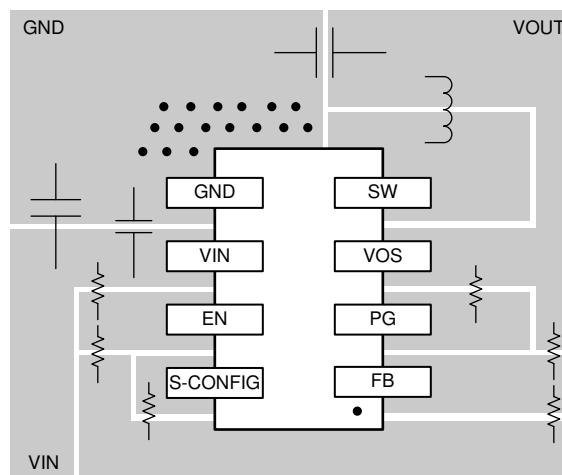 GND
VOUT
GND
SW
VIN
VOS
EN
PG
S-CONFIG
FB
VIN